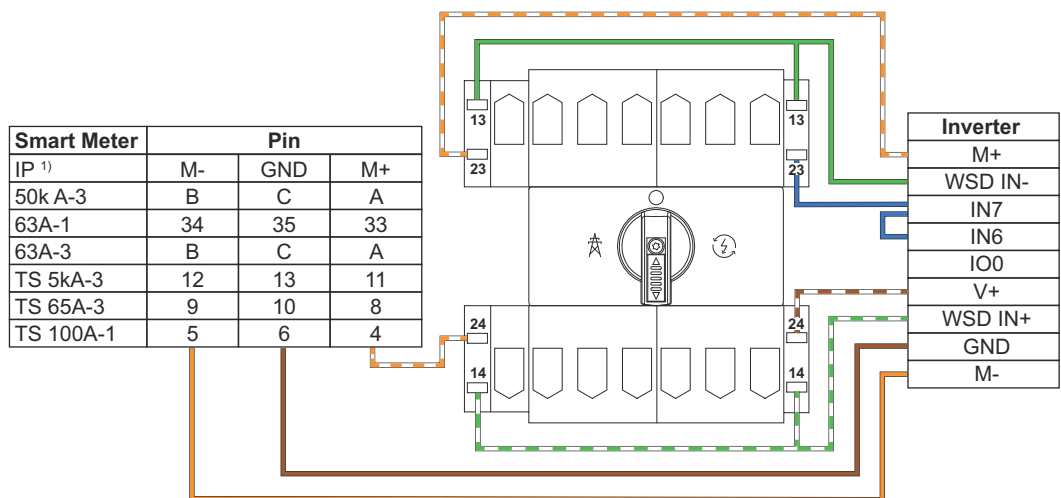 Smart Meter Pin
IP 1) M- GND M+
50k A-3 B C A
63A-1 34 35 33
63A-3 B C A
TS 5kA-3 12 13 11
TS 65A-3 9 10 8
TS 100A-1 5 6 4
13 13
23 23
24 24
14 14
Inverter
M+
WSD IN-
IN7
IN6
IO0
V+
WSD IN+
GND
M-